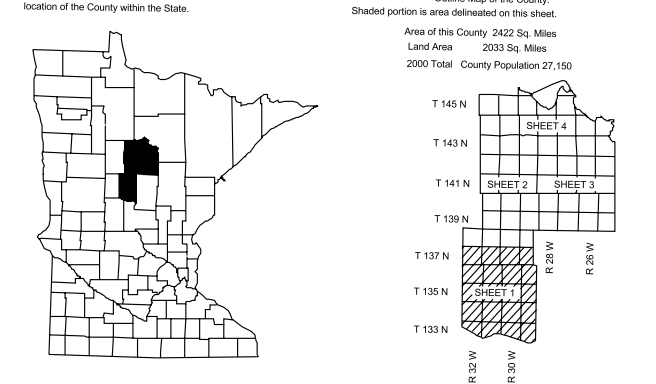 location of the County within the State.
Outline Map of the County.
Shaded portion is area delineated on this sheet.
Area of this County 2422 Sq. Miles
Land Area 2033 Sq. Miles
2000 Total County Population 27,150
T 145 N
SHEET 4
T 143 N
T 141 N
SHEET 2
SHEET 3
T 139 N
T 137 N
R 28 W
R 26 W
T 135 N
SHEET 1
T 133 N
R 32 W
R 30 W